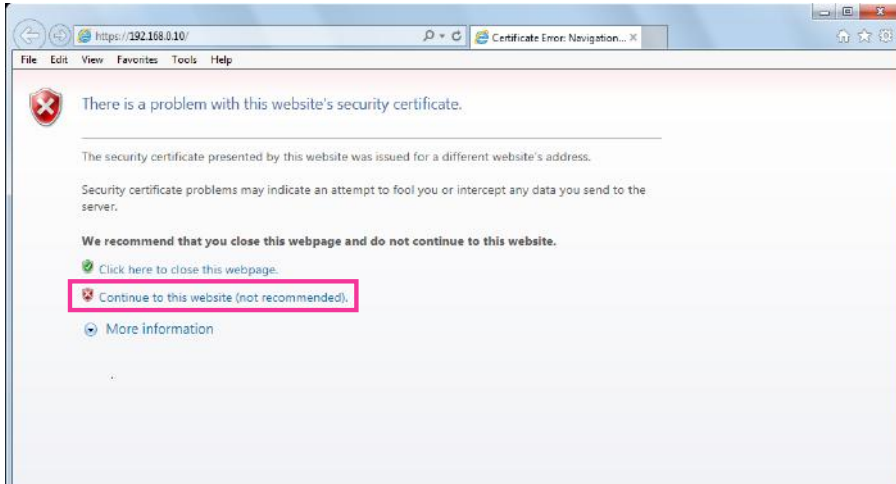 https://192.168.0.10/
Certificate Error: Navigation...
File Edit View Favorites Tools Help
There is a problem with this website's security certificate.
The security certificate presented by this website was issued for a different website's address.
Security certificate problems may indicate an attempt to fool you or intercept any data you send to the
server.
We recommend that you close this webpage and do not continue to this website.
Click here to close this webpage.
Continue to this website (not recommended).
More information